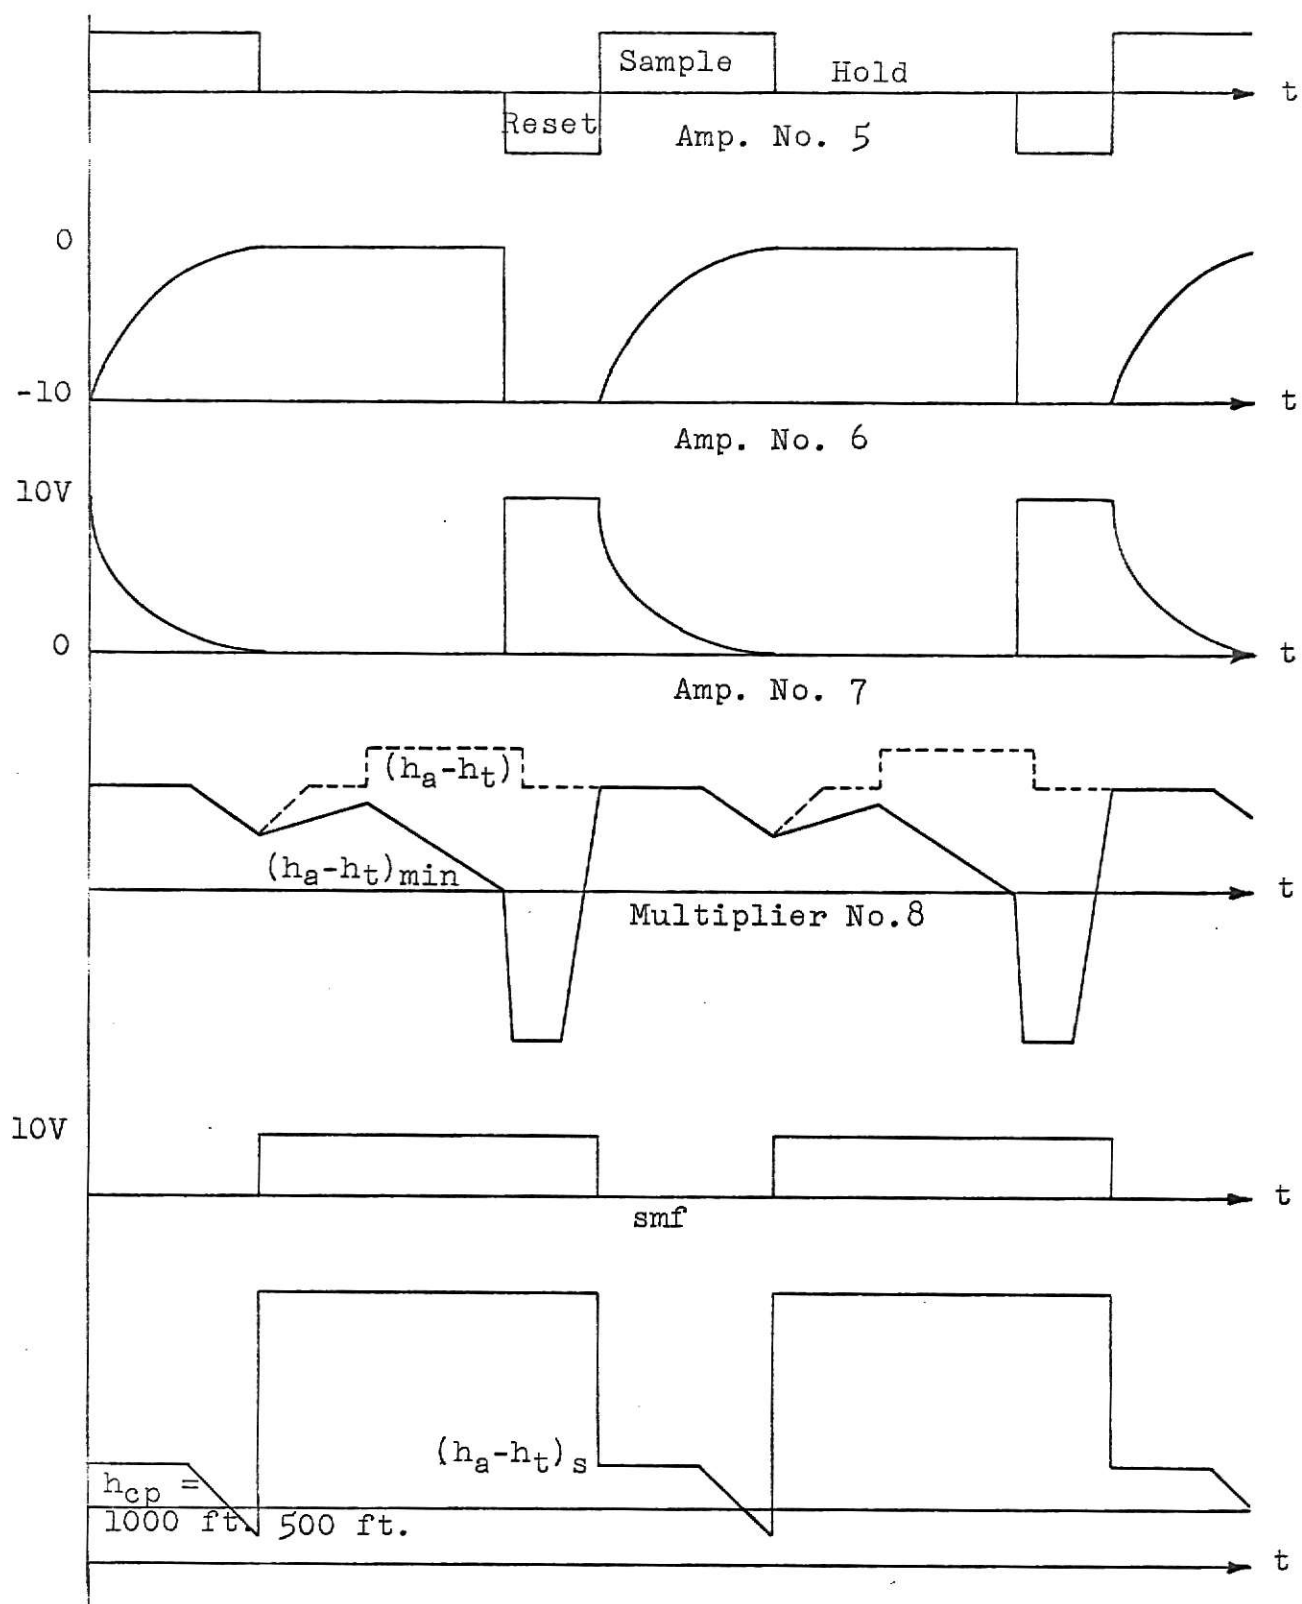 Sample
Hold
t
Reset
Amp. No. 5
0
-10
t
Amp. No. 6
10V
0
t
Amp. No. 7
(ha-ht)
(ha-ht)min
t
Multiplier No.8
10V
t
smf
(ha-ht)s
hcp =
1000 ft. 500 ft.
t